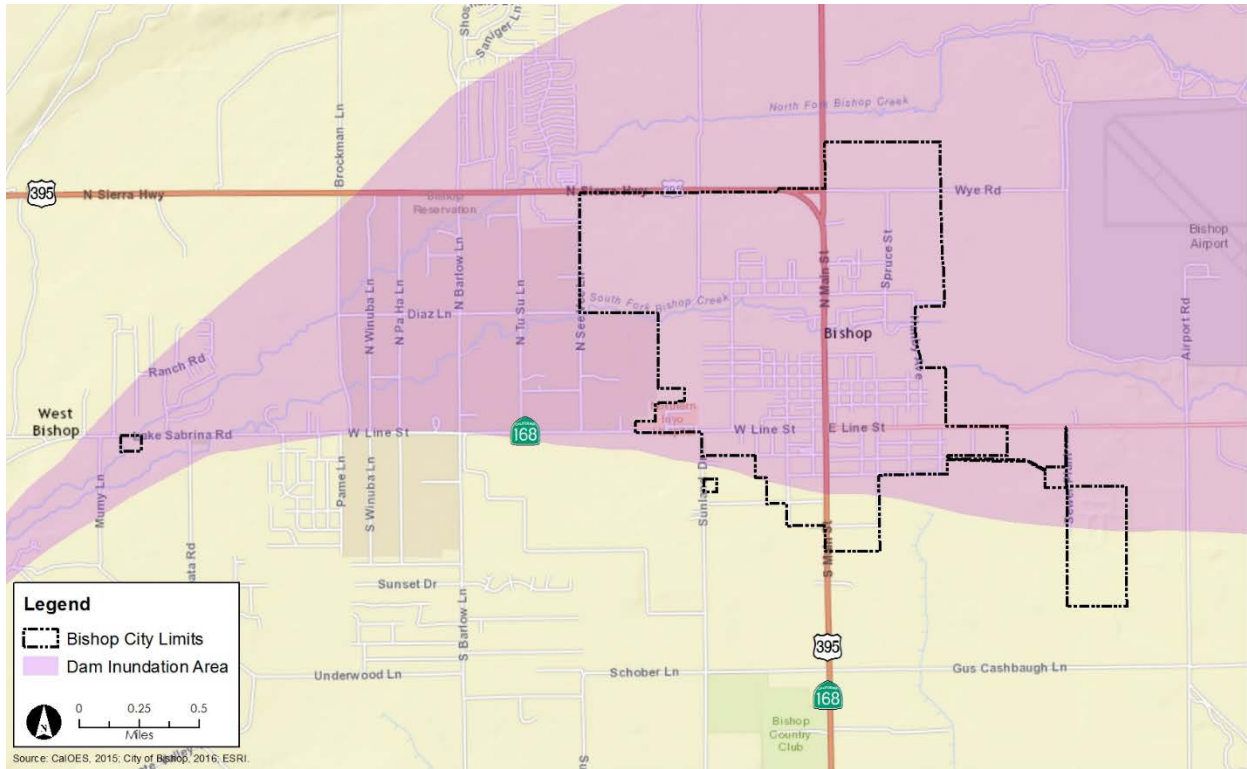 Saniger Ln
Brockman Ln
North Fork Bishop Creek
395
N Sierra Hwy
N Sierra Hwy
395
Wye Rd
Bishop
Reservation
Bishop
Airport
N Barlow Ln
Spruce St
N Main St
N Winuba Ln
N Pa Ha Ln
N Tu Su Ln
South Fork Bishop Creek
Diaz Ln
Bishop
Airport Rd
Ranch Rd
West
Bishop
Lake Sabrina Rd
W Line St
168
W Line St
E Line St
Mumy Ln
Pame Ln
S Winuba Ln
S Main St
Sunset Dr
S Barlow Ln
Underwood Ln
Schober Ln
395
168
Gus Cashbaugh Ln
Bishop
Country
Club
Legend
Bishop City Limits
Dam Inundation Area
N
0 0.25 0.5
Miles
Source: CalOES, 2015; City of Bishop, 2016; ESRI.